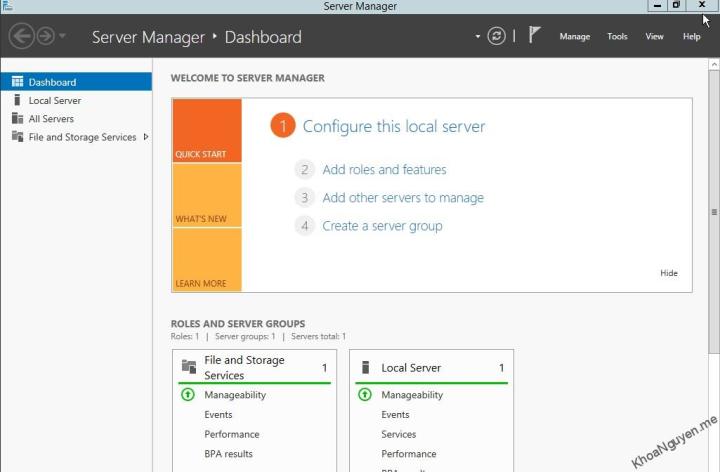 Server Manager
Server Manager ‣ Dashboard
Manage Tools View Help
Dashboard
Local Server
All Servers
File and Storage Services
WELCOME TO SERVER MANAGER
QUICK START
WHAT'S NEW
LEARN MORE
1 Configure this local server
2 Add roles and features
3 Add other servers to manage
4 Create a server group
Hide
ROLES AND SERVER GROUPS
Roles: 1 | Server groups: 1 | Servers total: 1
File and Storage
Services 1
Manageability
Events
Performance
BPA results
Local Server 1
Manageability
Events
Services
Performance
BPA results
KhoaNguyen.me